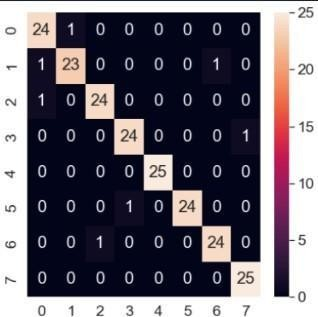 0 24 1 0 0 0 0 0 0
1 1 23 0 0 0 0 1 0
2 1 0 24 0 0 0 0 0
3 0 0 0 24 0 0 0 1
4 0 0 0 0 25 0 0 0
5 0 0 0 1 0 24 0 0
6 0 0 1 0 0 0 24 0
7 0 0 0 0 0 0 0 25
0 1 2 3 4 5 6 7
25
20
15
10
5
0